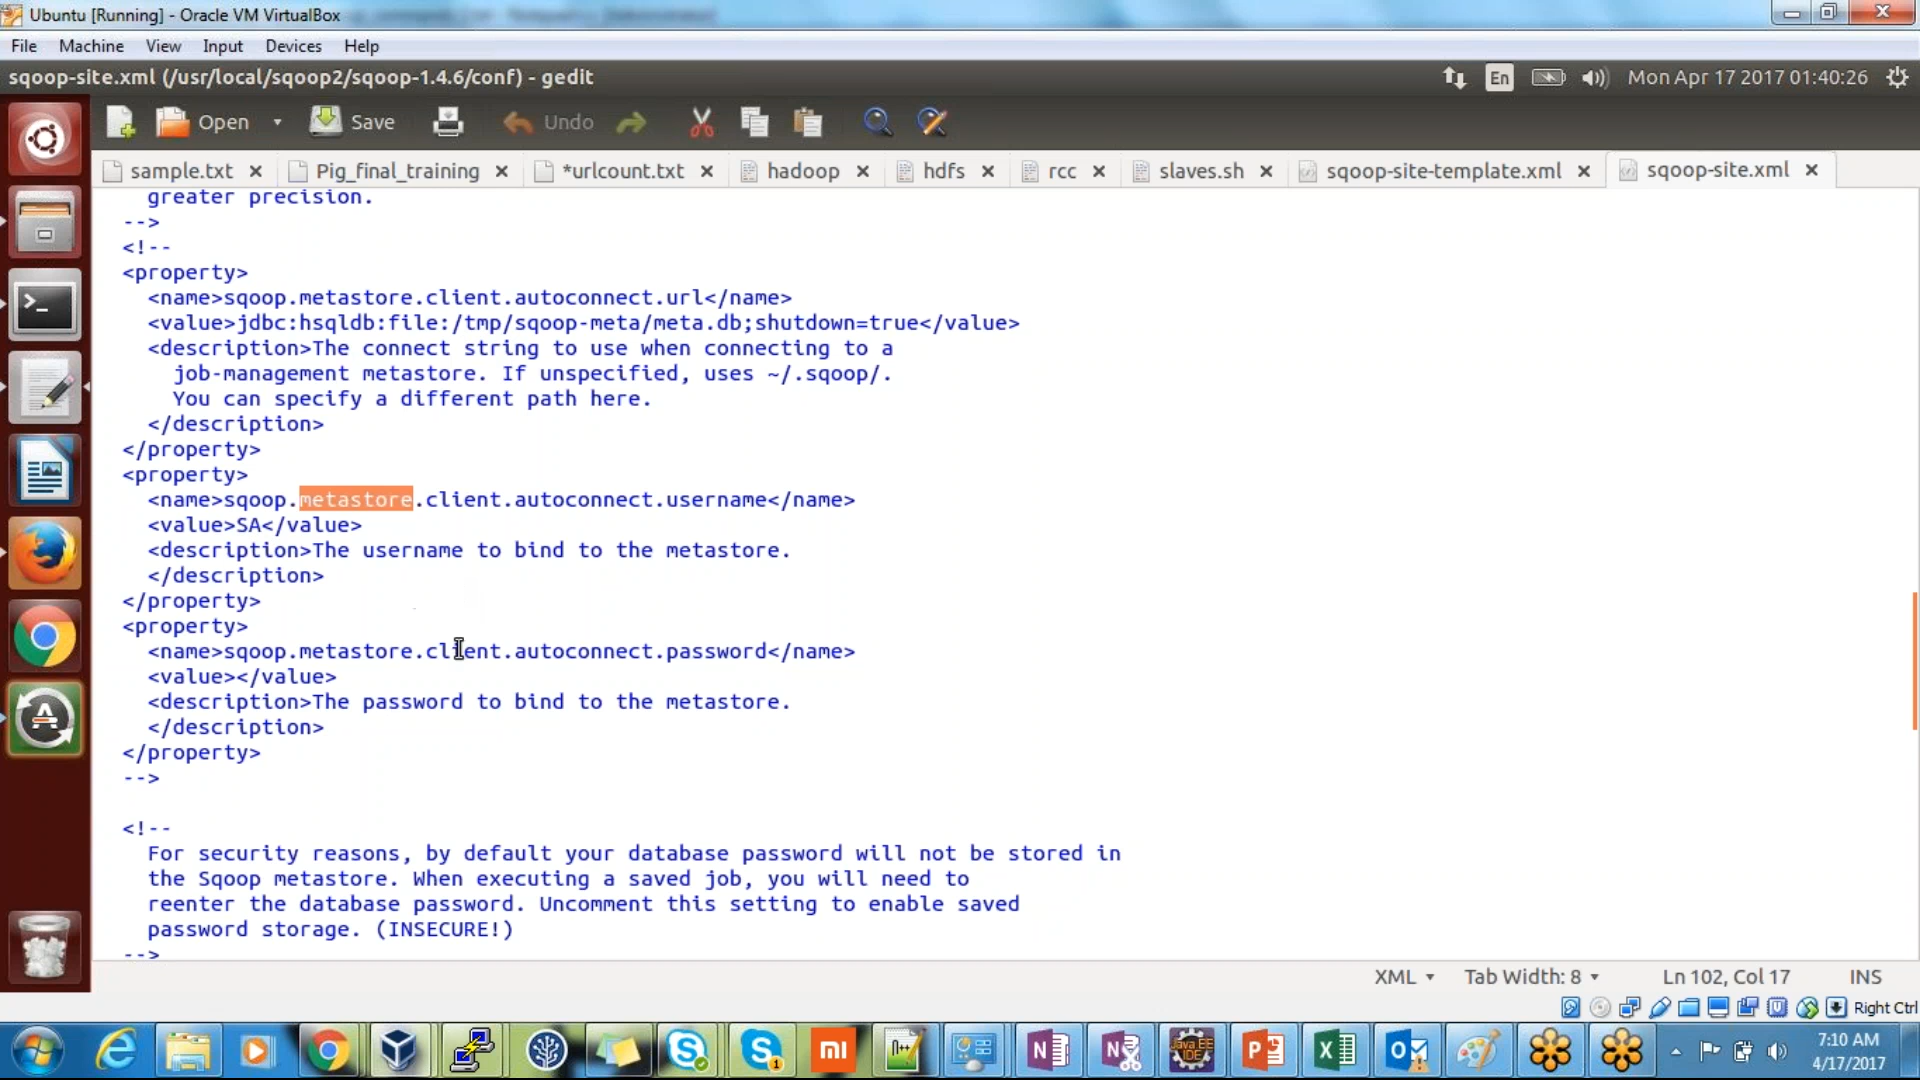 Ubuntu [Running] - Oracle VM VirtualBox
File Machine View Input Devices Help
sqoop-site.xml (/usr/local/sqoop2/sqoop-1.4.6/conf) - gedit
En
Mon Apr 17 2017 01:40:26
Open Save Undo
sample.txt Pig_final_training *urlcount.txt hadoop hdfs rcc slaves.sh sqoop-site-template.xml sqoop-site.xml
greater precision.
-->
<!--
<property>
<name>sqoop.metastore.client.autoconnect.url</name>
<value>jdbc:hsqldb:file:/tmp/sqoop-meta/meta.db;shutdown=true</value>
<description>The connect string to use when connecting to a
job-management metastore. If unspecified, uses ~/.sqoop/.
You can specify a different path here.
</description>
</property>
<property>
<name>sqoop.metastore.client.autoconnect.username</name>
<value>SA</value>
<description>The username to bind to the metastore.
</description>
</property>
<property>
<name>sqoop.metastore.client.autoconnect.password</name>
<value></value>
<description>The password to bind to the metastore.
</description>
</property>
-->
<!--
For security reasons, by default your database password will not be stored in
the Sqoop metastore. When executing a saved job, you will need to
reenter the database password. Uncomment this setting to enable saved
password storage. (INSECURE!)
-->
XML Tab Width: 8 Ln 102, Col 17 INS
Right Ctrl
7:10 AM
4/17/2017